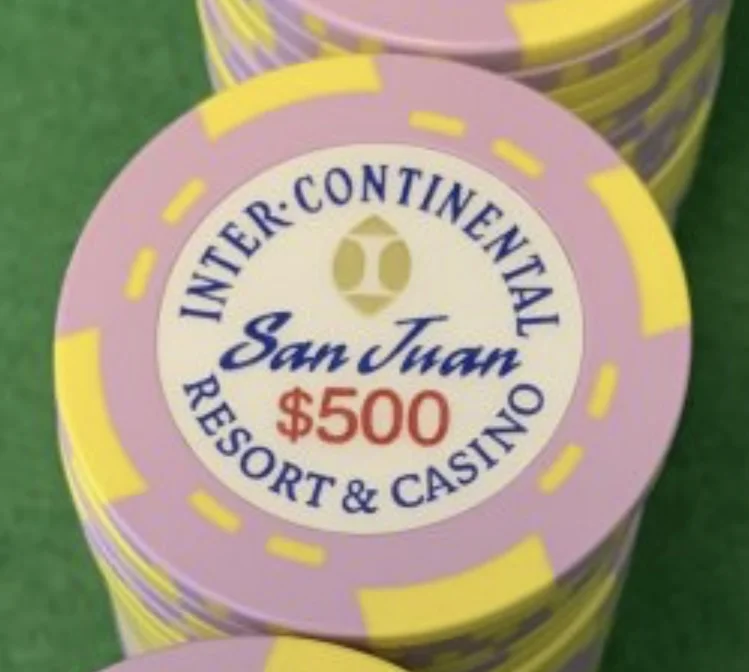 INTER·CONTINENTAL
San Juan
$500
RESORT & CASINO